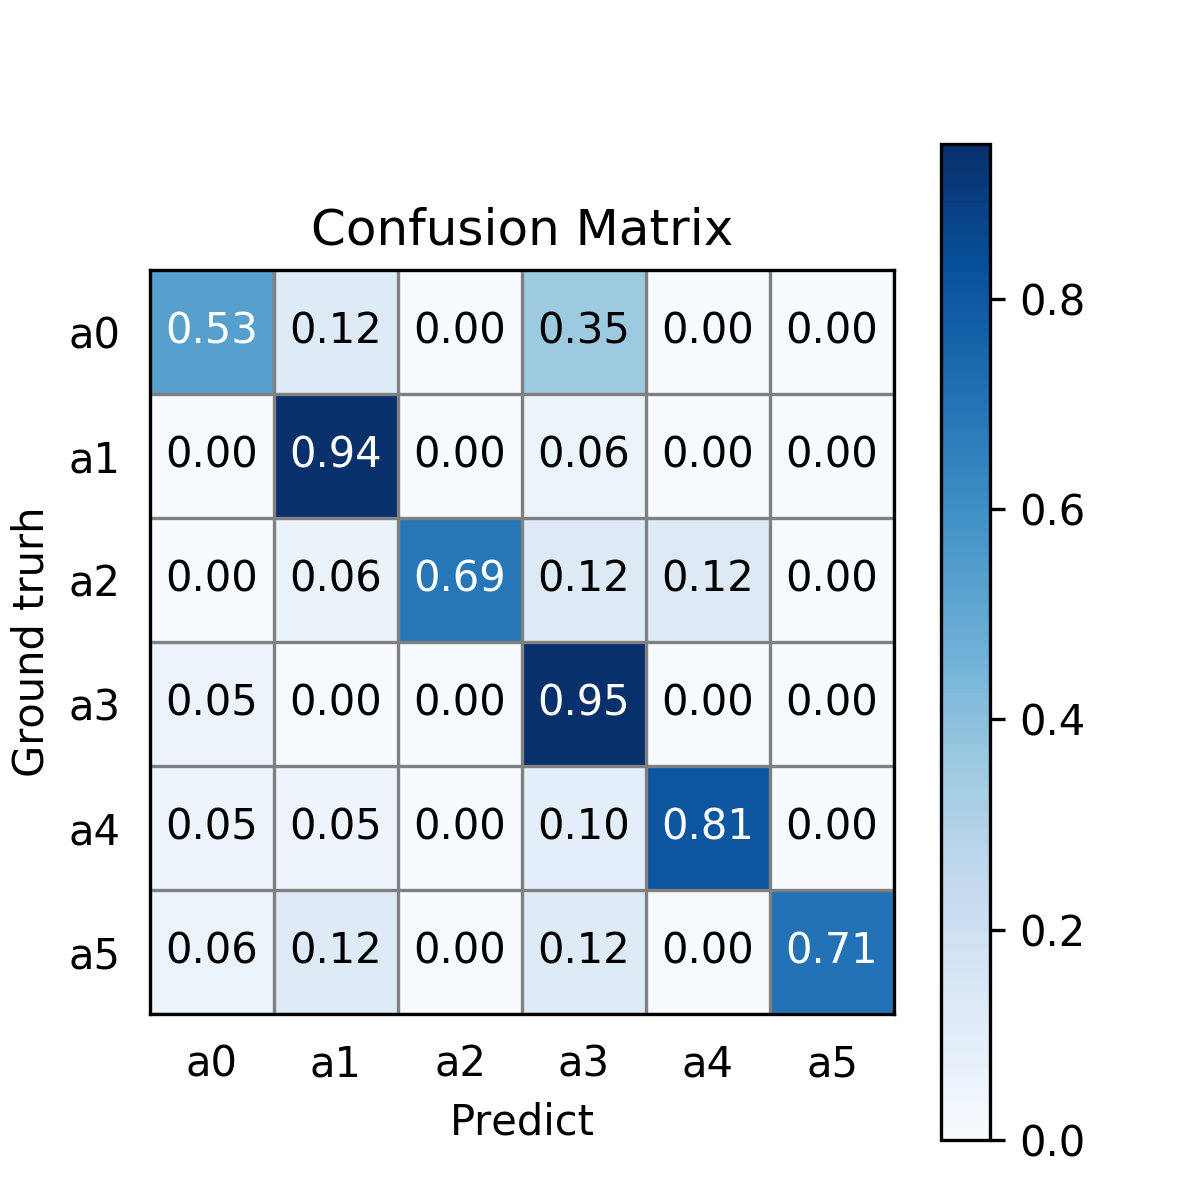 Confusion Matrix
a0 0.53 0.12 0.00 0.35 0.00 0.00
a1 0.00 0.94 0.00 0.06 0.00 0.00
a2 0.00 0.06 0.69 0.12 0.12 0.00
a3 0.05 0.00 0.00 0.95 0.00 0.00
a4 0.05 0.05 0.00 0.10 0.81 0.00
a5 0.06 0.12 0.00 0.12 0.00 0.71
a0 a1 a2 a3 a4 a5
Predict
Ground trurh
0.8
0.6
0.4
0.2
0.0